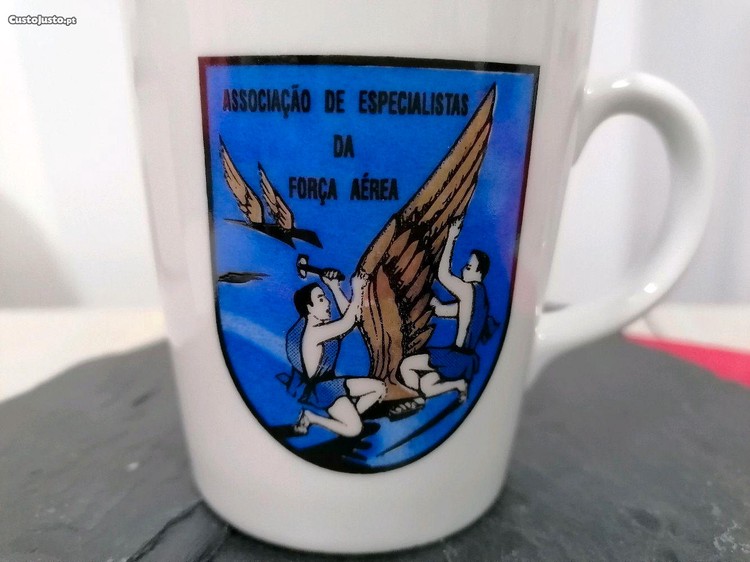 CustoJusto.pt
ASSOCIAÇÃO DE ESPECIALISTAS
DA
FORÇA AÉREA